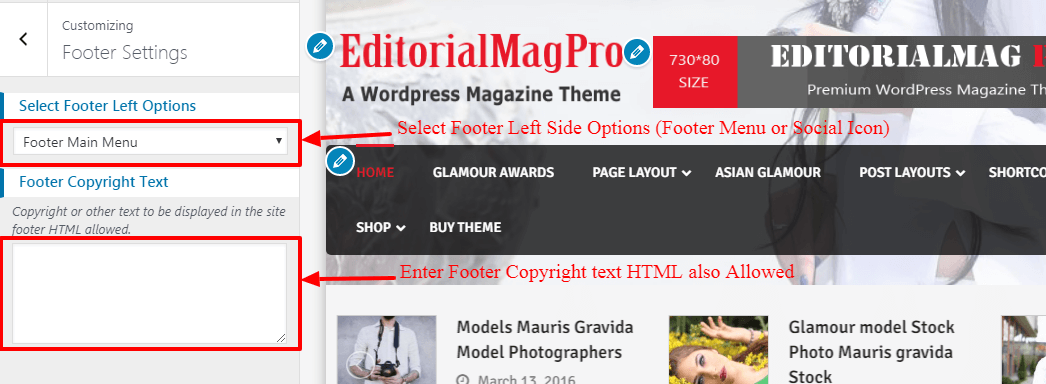 Customizing
Footer Settings
Select Footer Left Options
Footer Main Menu
Footer Copyright Text
Copyright or other text to be displayed in the site
footer HTML allowed.
EditorialMagPro
A Wordpress Magazine Theme
730*80
SIZE
EDITORIALMAG
Premium WordPress Magazine Th
Select Footer Left Side Options (Footer Menu or Social Icon)
HOME
GLAMOUR AWARDS
PAGE LAYOUT
ASIAN GLAMOUR
POST LAYOUTS
SHORTCO
SHOP
BUY THEME
Enter Footer Copyright text HTML also Allowed
Models Mauris Gravida
Model Photographers
March 13, 2016
Glamour model Stock
Photo Mauris gravida
Stock